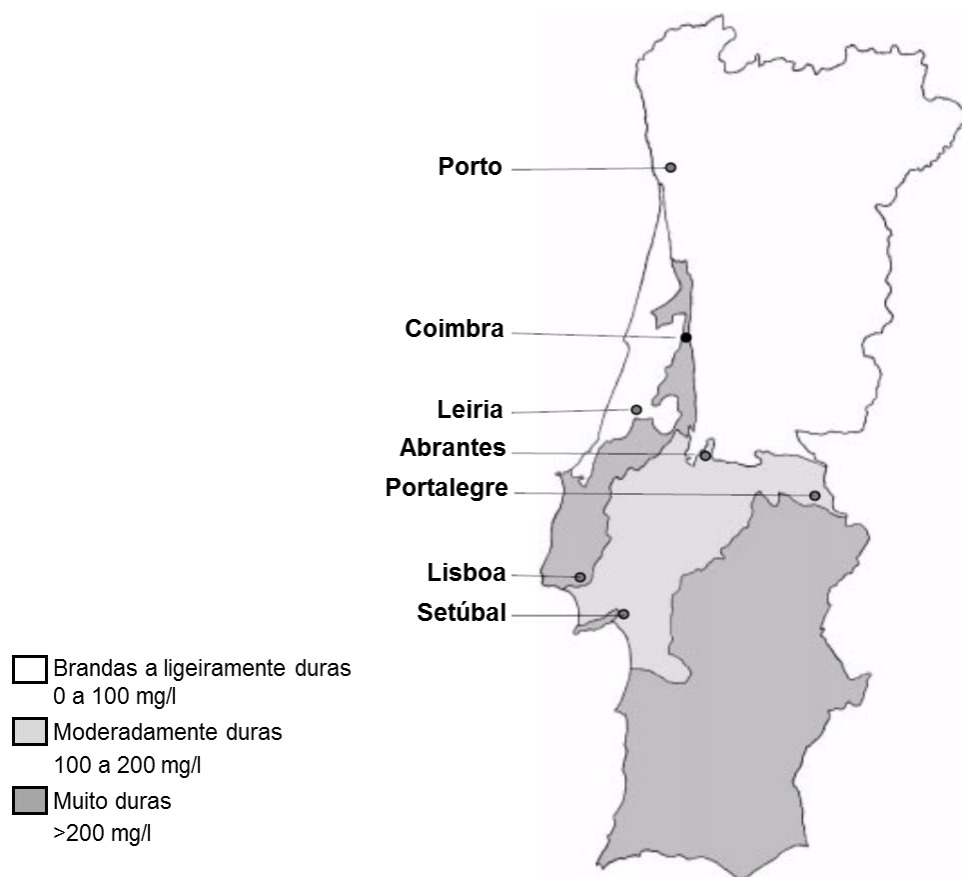 Porto
Coimbra
Leiria
Abrantes
Portalegre
Lisboa
Setúbal
Brandas a ligeiramente duras
0 a 100 mg/l
Moderadamente duras
100 a 200 mg/l
Muito duras
>200 mg/l